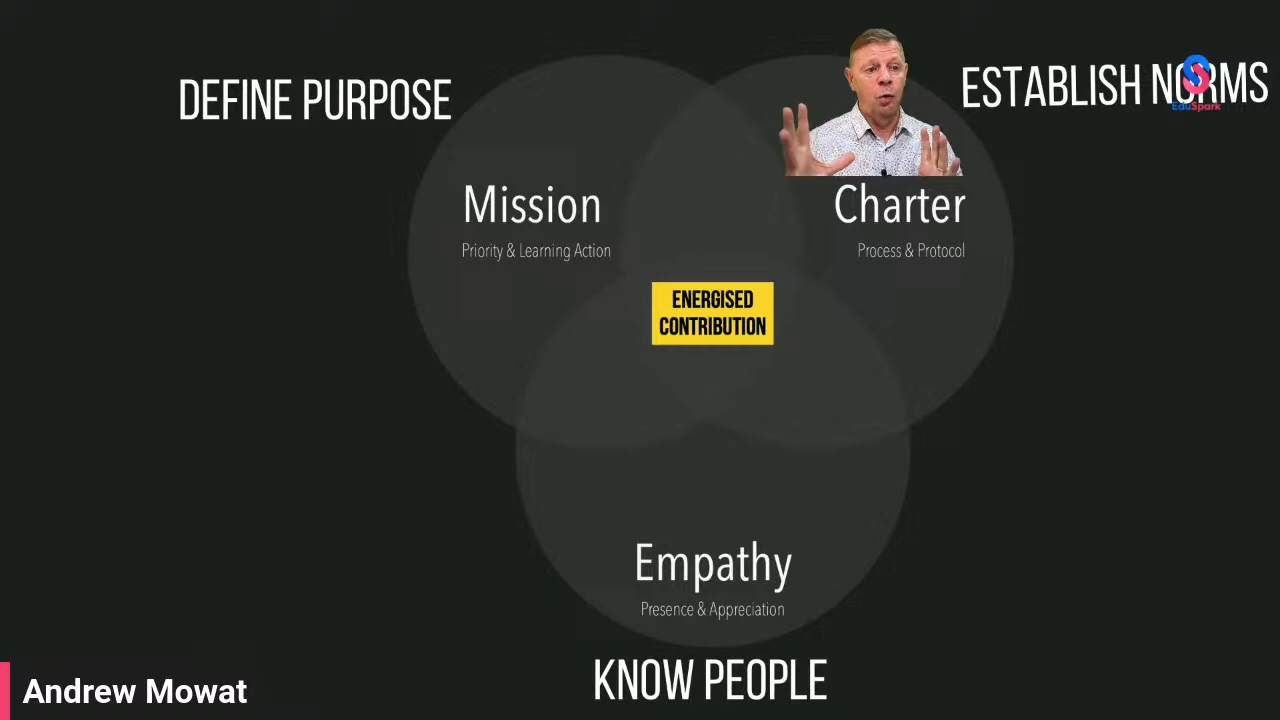 DEFINE PURPOSE
ESTABLISH NORMS
EduSpark
Mission
Priority & Learning Action
Charter
Process & Protocol
ENERGISED
CONTRIBUTION
Empathy
Presence & Appreciation
KNOW PEOPLE
Andrew Mowat